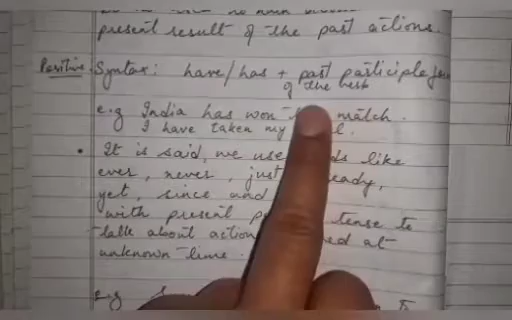 present result of the past actions.
Positive Syntax: have/has + past participle
of the verb
e.g India has won match.
I have taken my
• It is said, we use like
ever, never, just
yet, since and
with present tense to
talk about action at
unknown time.
e.g